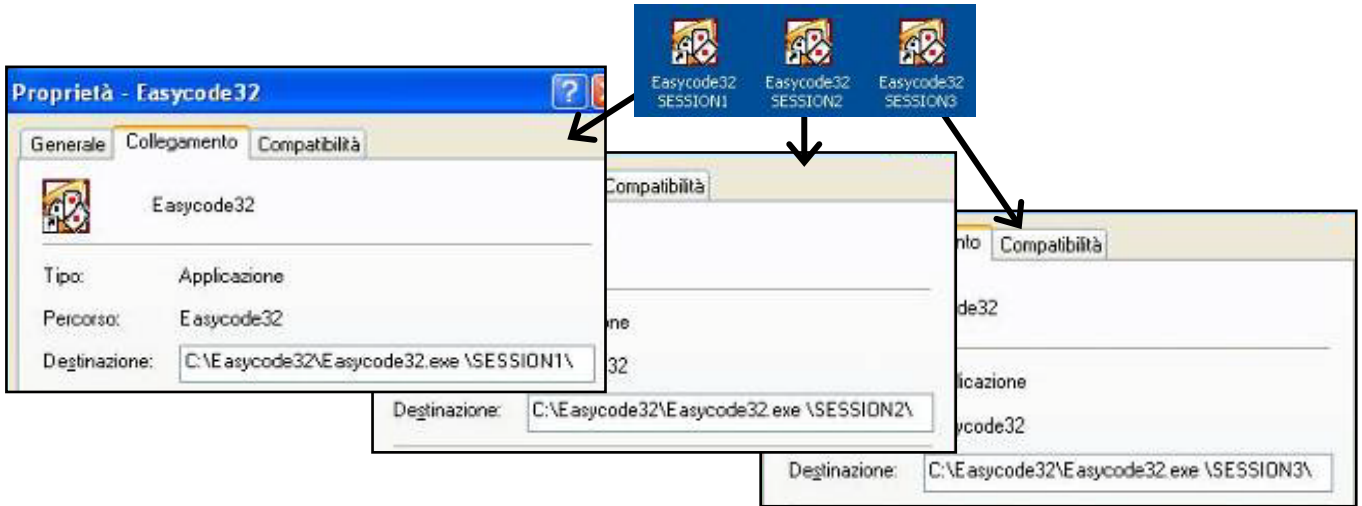 Easycode32 Easycode32 Easycode32
SESSION1 SESSION2 SESSION3
Proprietà - Easycode32
Generale Collegamento Compatibilità
Easycode32
Tipo: Applicazione
Percorso: Easycode32
Destinazione: C:\Easycode32\Easycode32.exe \SESSION1\
Compatibilità
ne
32
Destinazione: C:\Easycode32\Easycode32.exe \SESSION2\
nto Compatibilità
de32
licazione
ycode32
Destinazione: C:\Easycode32\Easycode32.exe \SESSION3\